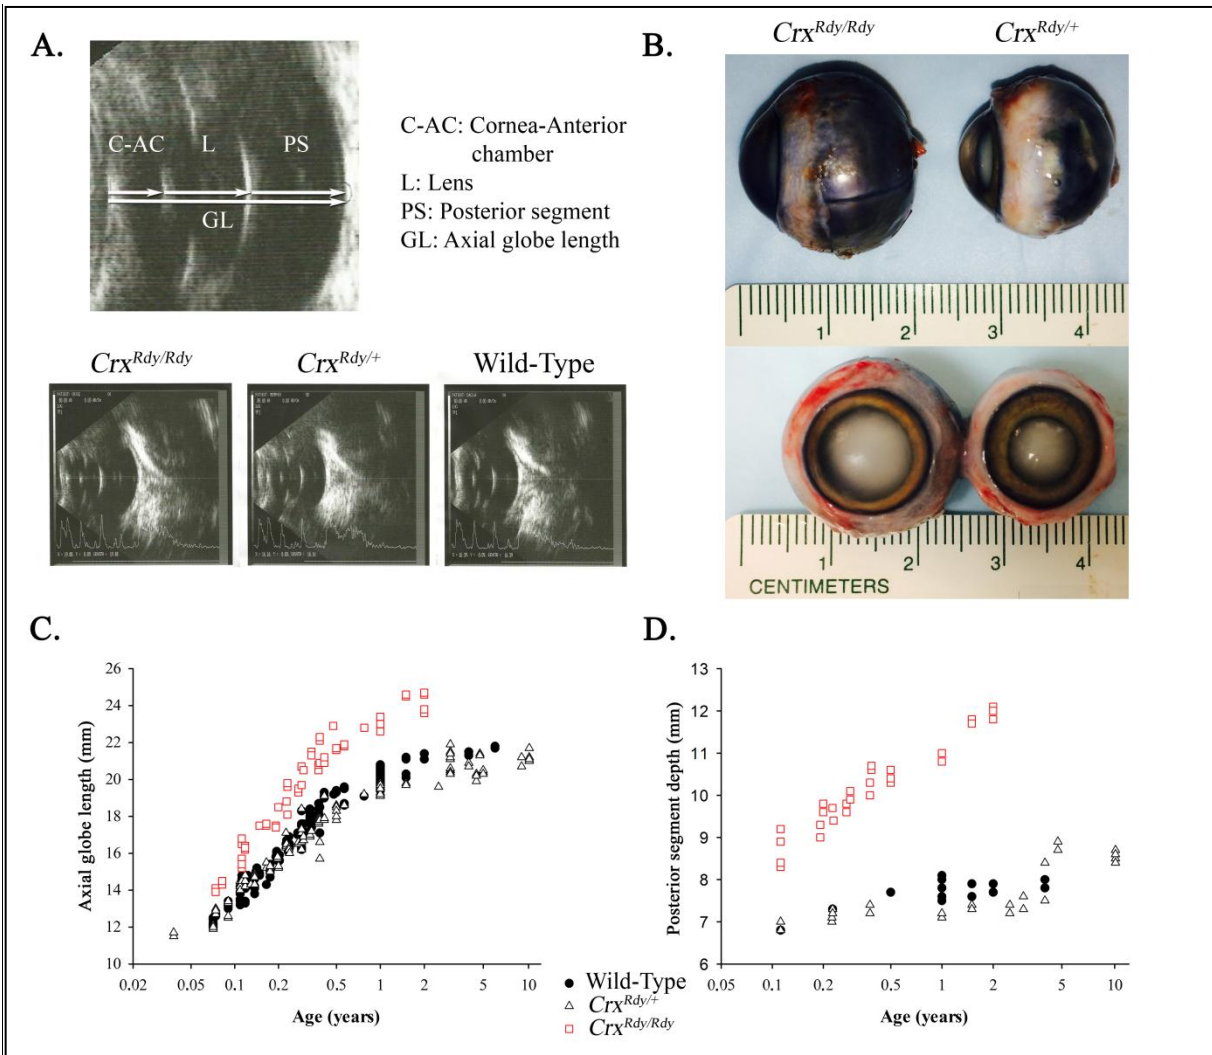 A.
C-AC
L
PS
GL
C-AC: Cornea-Anterior
chamber
L: Lens
PS: Posterior segment
GL: Axial globe length
Crx^Rdy/Rdy
Crx^Rdy/+
Wild-Type
B.
Crx^Rdy/Rdy
Crx^Rdy/+
1 2 3 4
1 2 3 4
CENTIMETERS
C.
Axial globe length (mm)
26
24
22
20
18
16
14
12
10
0.02 0.05 0.1 0.2 0.5 1 2 5 10
Age (years)
D.
Posterior segment depth (mm)
13
12
11
10
9
8
7
6
0.1 0.2 0.5 1 2 5 10
Age (years)
Wild-Type
Crx^Rdy/+
Crx^Rdy/Rdy